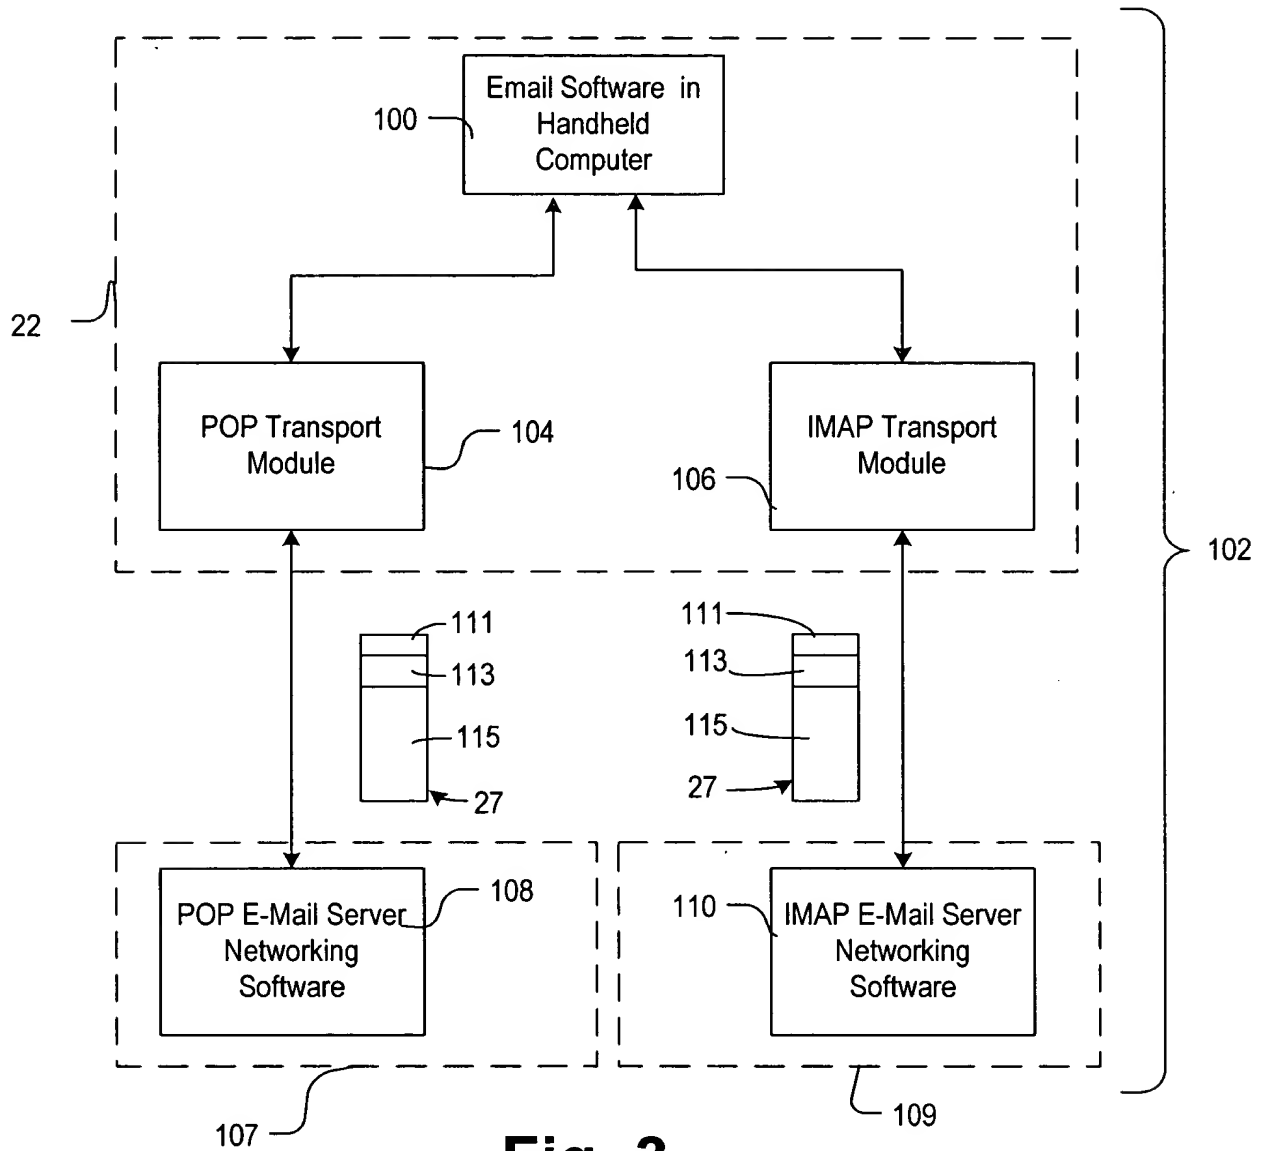 Email Software in
Handheld
Computer
100
22
POP Transport
Module
104
IMAP Transport
Module
106
102
111
113
115
27
111
113
115
27
POP E-Mail Server
Networking
Software
108
110
IMAP E-Mail Server
Networking
Software
107
109
Fig.